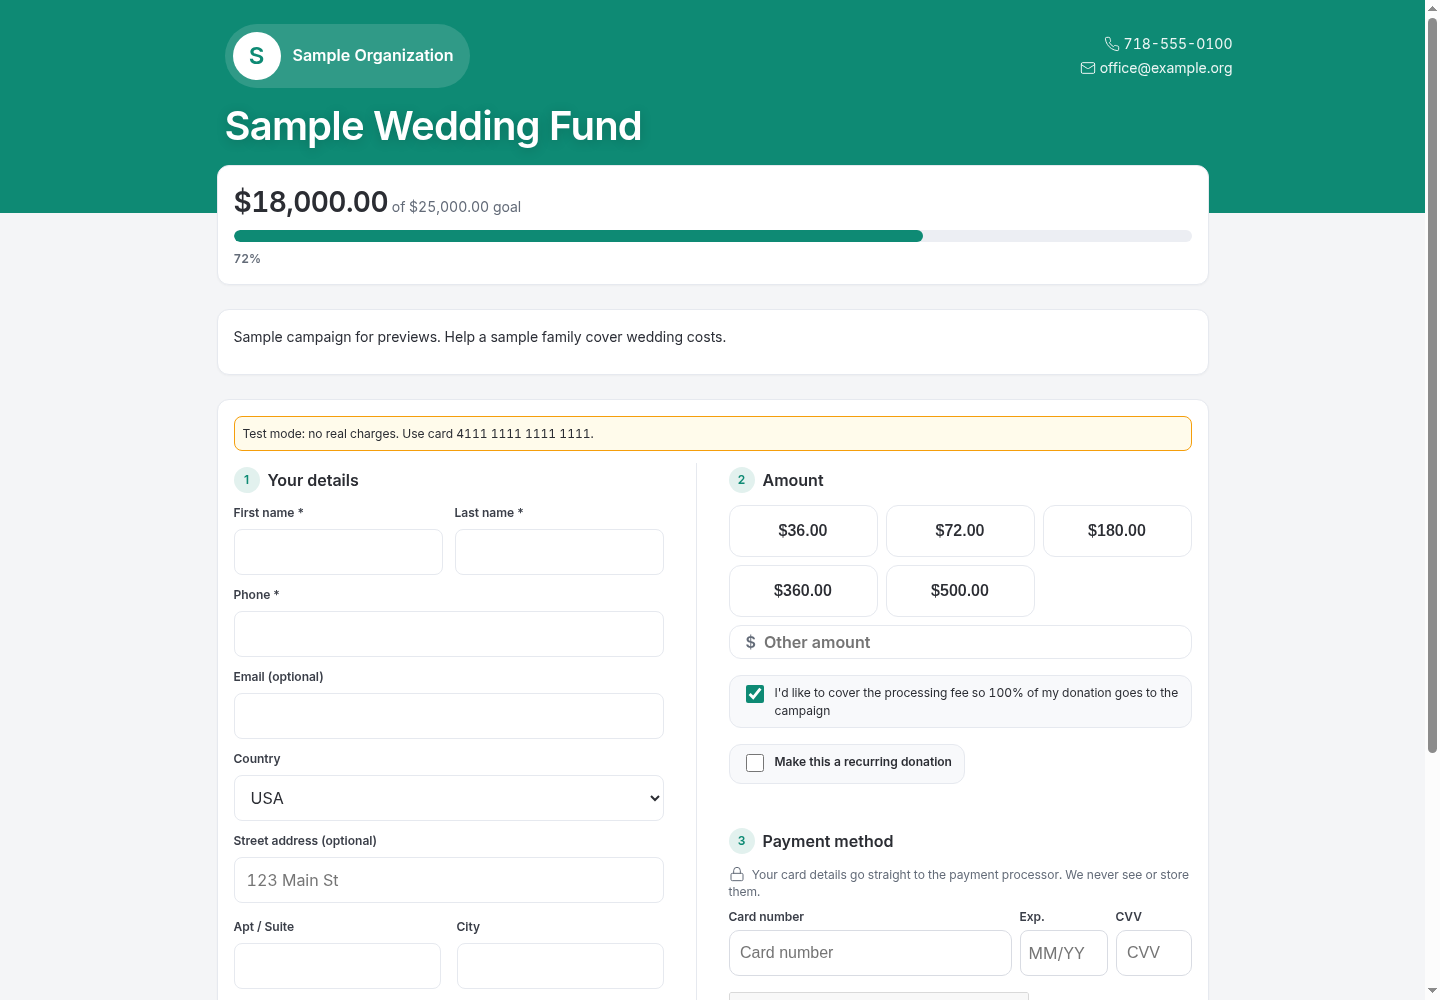 S
Sample Organization
718-555-0100
office@example.org
Sample Wedding Fund
$18,000.00 of $25,000.00 goal
72%
Sample campaign for previews. Help a sample family cover wedding costs.
Test mode: no real charges. Use card 4111 1111 1111 1111.
1 Your details
First name *
Last name *
Phone *
Email (optional)
Country
USA
Street address (optional)
123 Main St
Apt / Suite
City
2 Amount
$36.00
$72.00
$180.00
$360.00
$500.00
$ Other amount
I'd like to cover the processing fee so 100% of my donation goes to the
campaign
Make this a recurring donation
3 Payment method
Your card details go straight to the payment processor. We never see or store
them.
Card number
Exp.
CVV
Card number
MM/YY
CVV